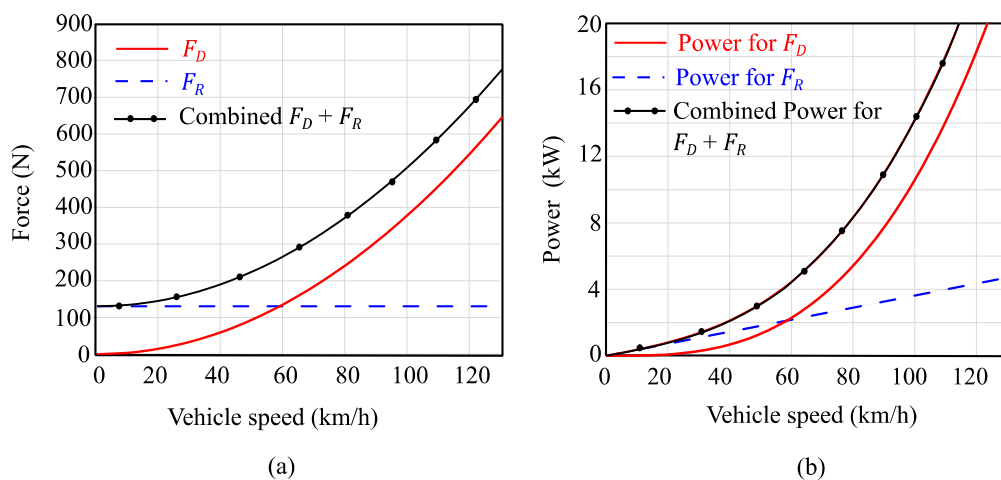 900
800
700
600
500
400
300
200
100
0
Force (N)
F_D
F_R
Combined F_D + F_R
0 20 40 60 80 100 120
Vehicle speed (km/h)
(a)
20
16
12
8
4
0
Power (kW)
Power for F_D
Power for F_R
Combined Power for
F_D + F_R
0 20 40 60 80 100 120
Vehicle speed (km/h)
(b)